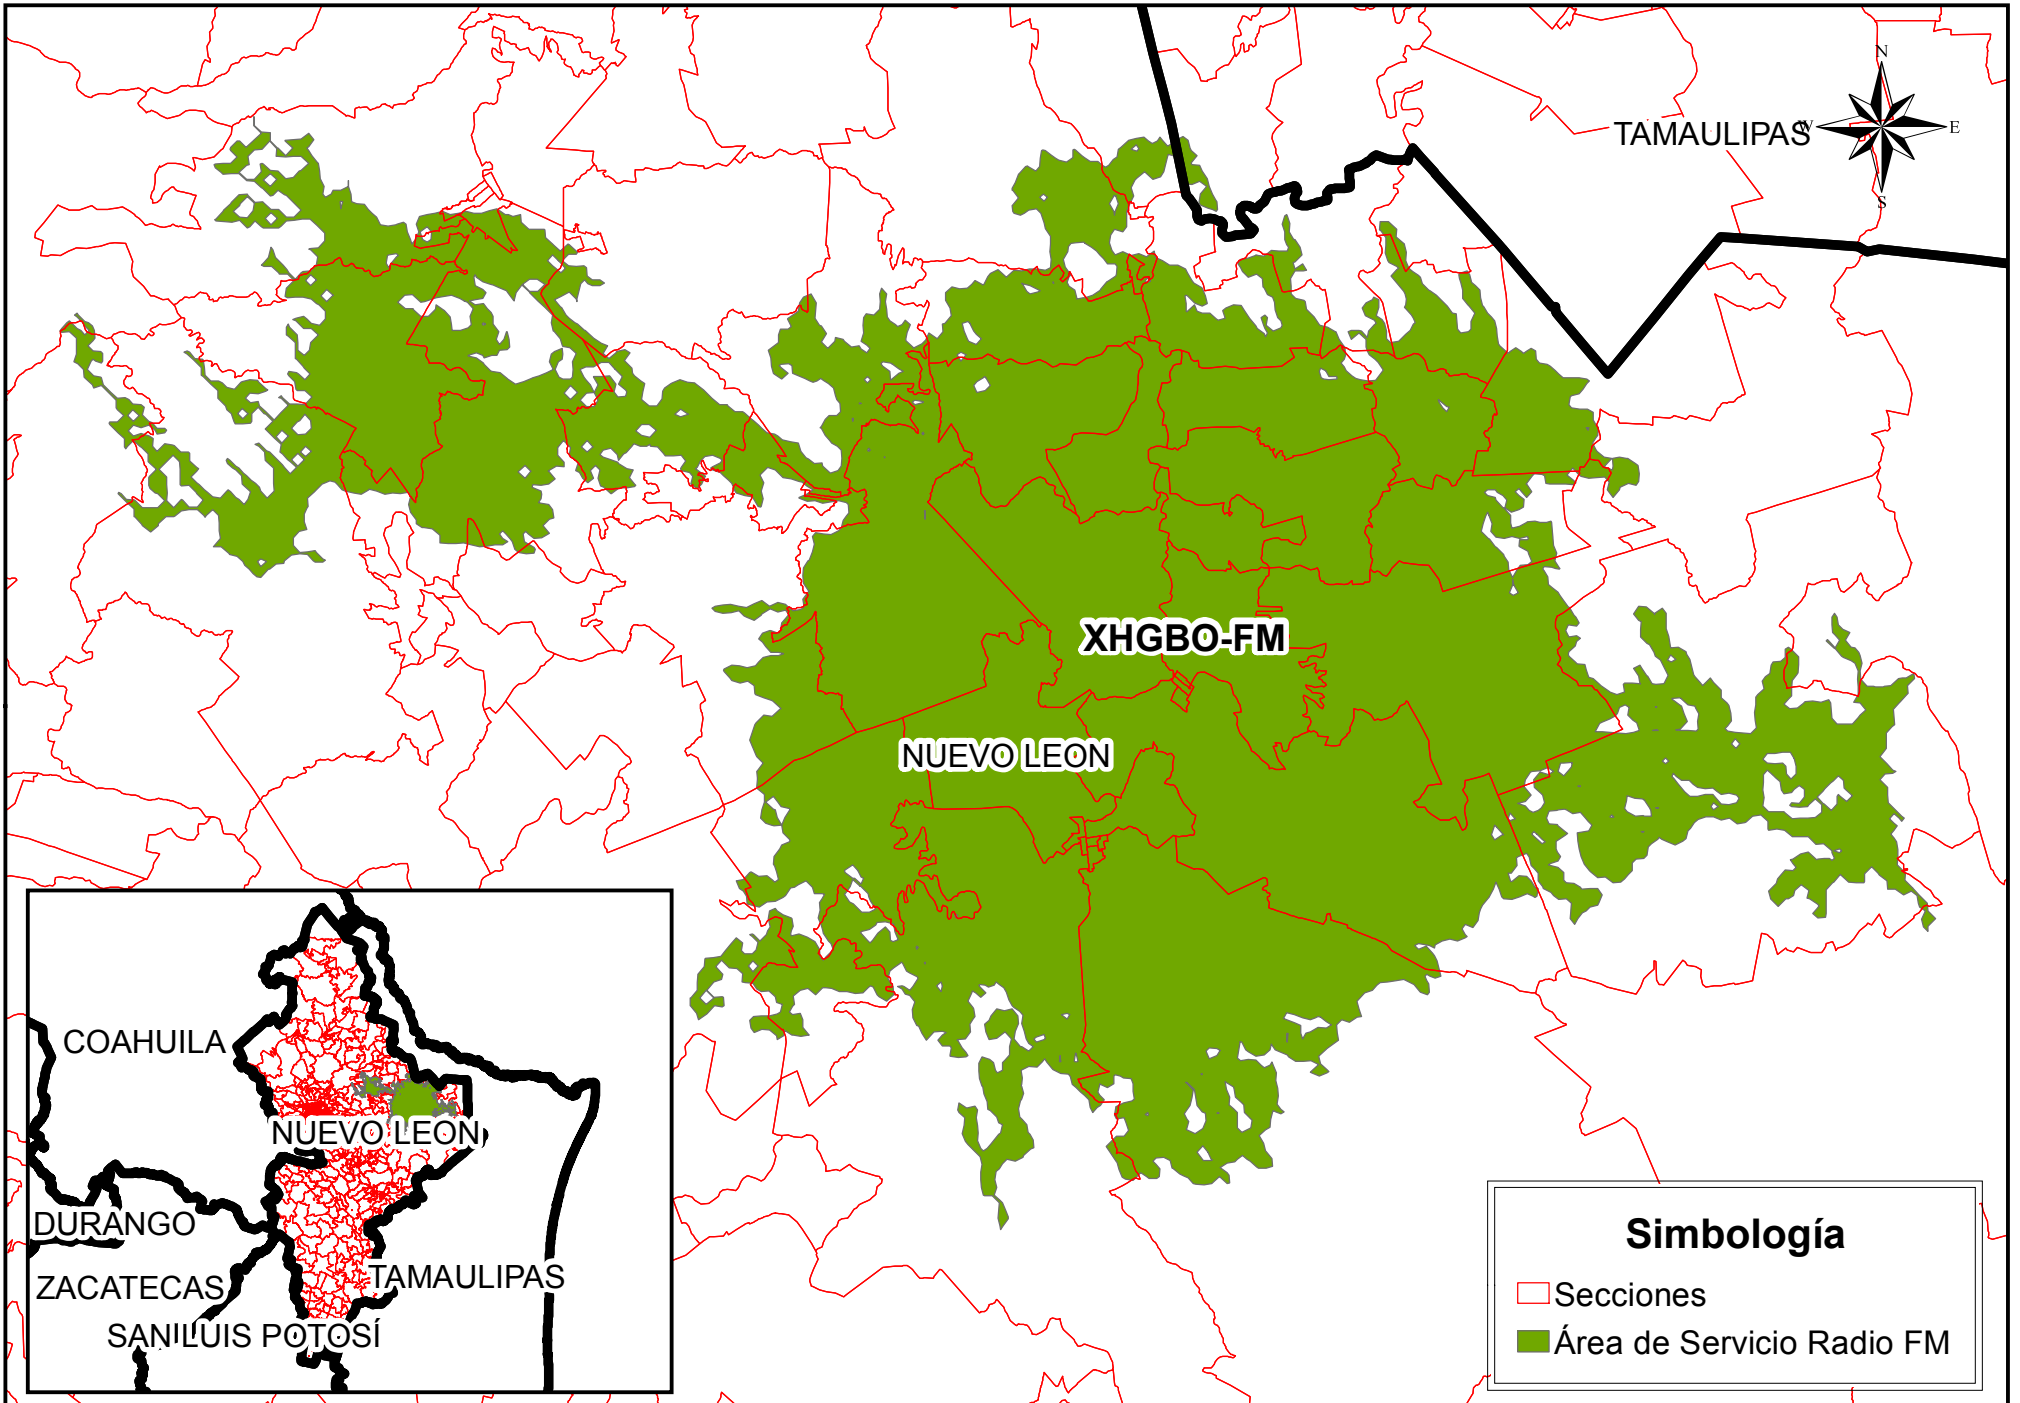 N
TAMAULIPAS
W
E
S
XHGBO-FM
NUEVO LEON
COAHUILA
NUEVO LEON
DURANGO
ZACATECAS
TAMAULIPAS
SAN LUIS POTOSÍ
Simbología
Secciones
Área de Servicio Radio FM